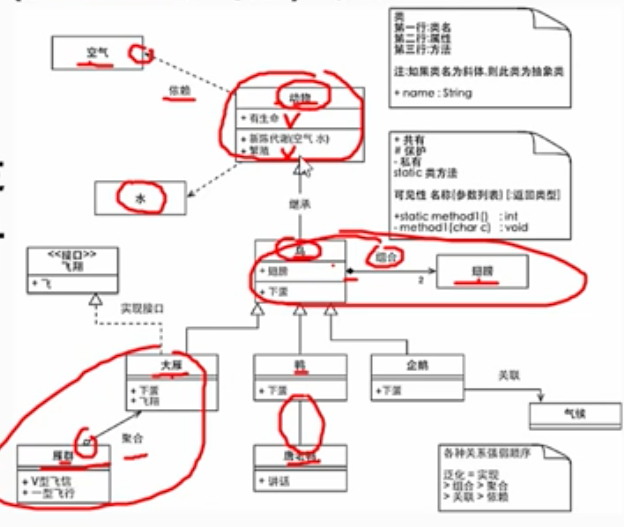 空气
类
第一行:类名
第二行:属性
第三行:方法
注:如果类名为斜体,则此类为抽象类
+ name : String
依赖
动物
+ 有生命
+ 新陈代谢(空气 水)
+ 繁殖
+ 共有
# 保护
- 私有
static 类方法
可见性 名称(参数列表) [:返回类型]
+static method1() : int
- method1(char c) : void
水
继承
<<接口>>
飞翔
+ 飞
鸟
+ 翅膀
+ 下蛋
组合
2
翅膀
实现接口
大雁
+ 下蛋
+ 飞翔
鸭
+ 下蛋
企鹅
+下蛋
关联
气候
聚合
雁群
+ V型飞信
+ 一型飞行
唐老鸭
+ 讲话
各种关系强弱顺序
泛化 = 实现
> 组合 > 聚合
> 关联 > 依赖